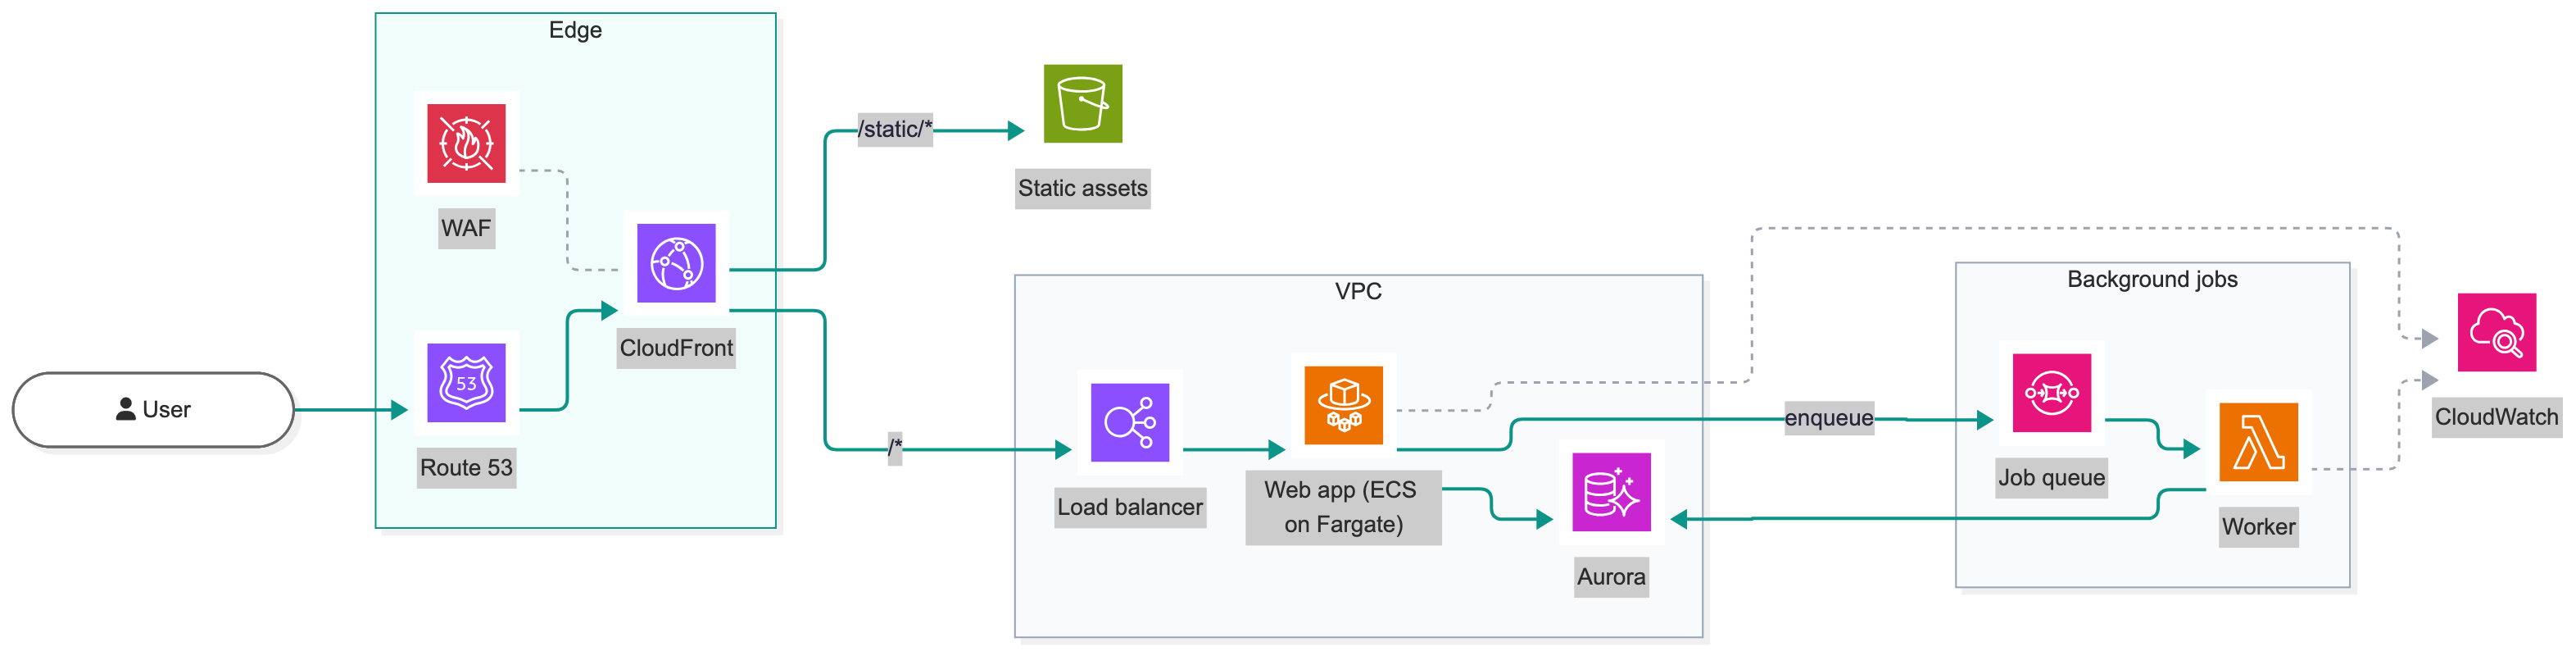 Edge
WAF
CloudFront
53
Route 53
User
/static/*
Static assets
/*
VPC
Load balancer
Web app (ECS
on Fargate)
Aurora
enqueue
Background jobs
Job queue
Worker
CloudWatch